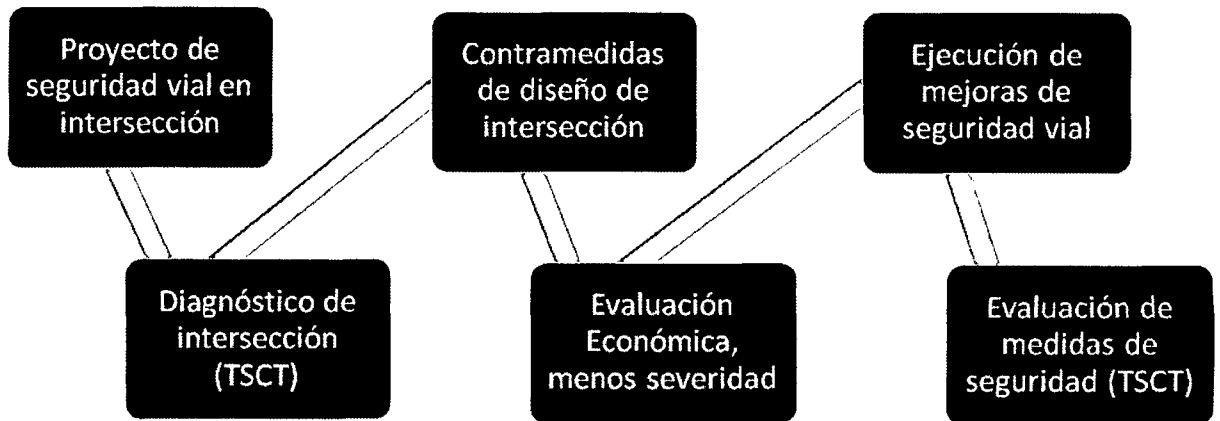 Proyecto de
seguridad vial en
intersección
Diagnóstico de
intersección
(TSCT)
Contramedidas
de diseño de
intersección
Evaluación
Económica,
menos severidad
Ejecución de
mejoras de
seguridad vial
Evaluación de
medidas de
seguridad (TSCT)